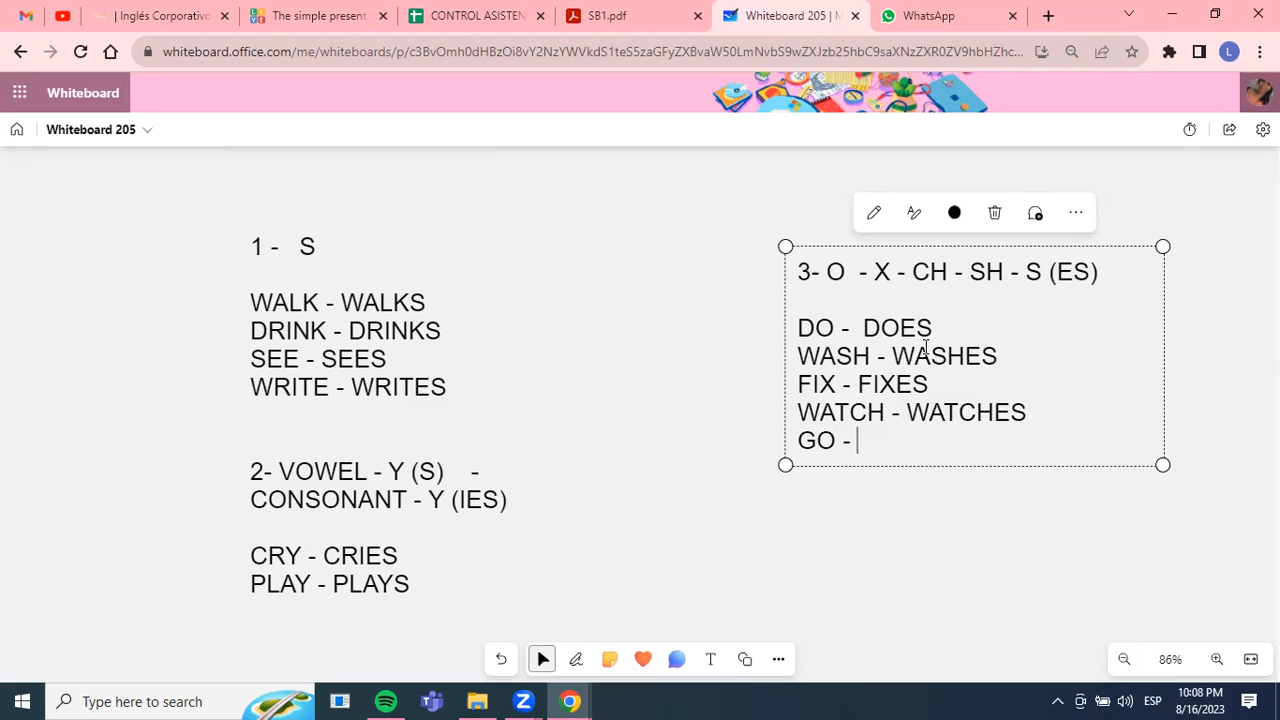 Inglés Corporativo
The simple present
CONTROL ASISTEN
SB1.pdf
Whiteboard 205 | M
WhatsApp
whiteboard.office.com/me/whiteboards/p/c3BvOmh0dHBzOi8vY2NzYWVkdS1teS5zaGFyZXBvaW50LmNvbS9wZXJzb25hbC9saXNzZXR0ZV9hbHZhc...
L
Whiteboard
Whiteboard 205
1 - S
WALK - WALKS
DRINK - DRINKS
SEE - SEES
WRITE - WRITES
2- VOWEL - Y (S) -
CONSONANT - Y (IES)
CRY - CRIES
PLAY - PLAYS
3- O - X - CH - SH - S (ES)
DO - DOES
WASH - WASHES
FIX - FIXES
WATCH - WATCHES
GO -
86%
Type here to search
ESP
10:08 PM
8/16/2023